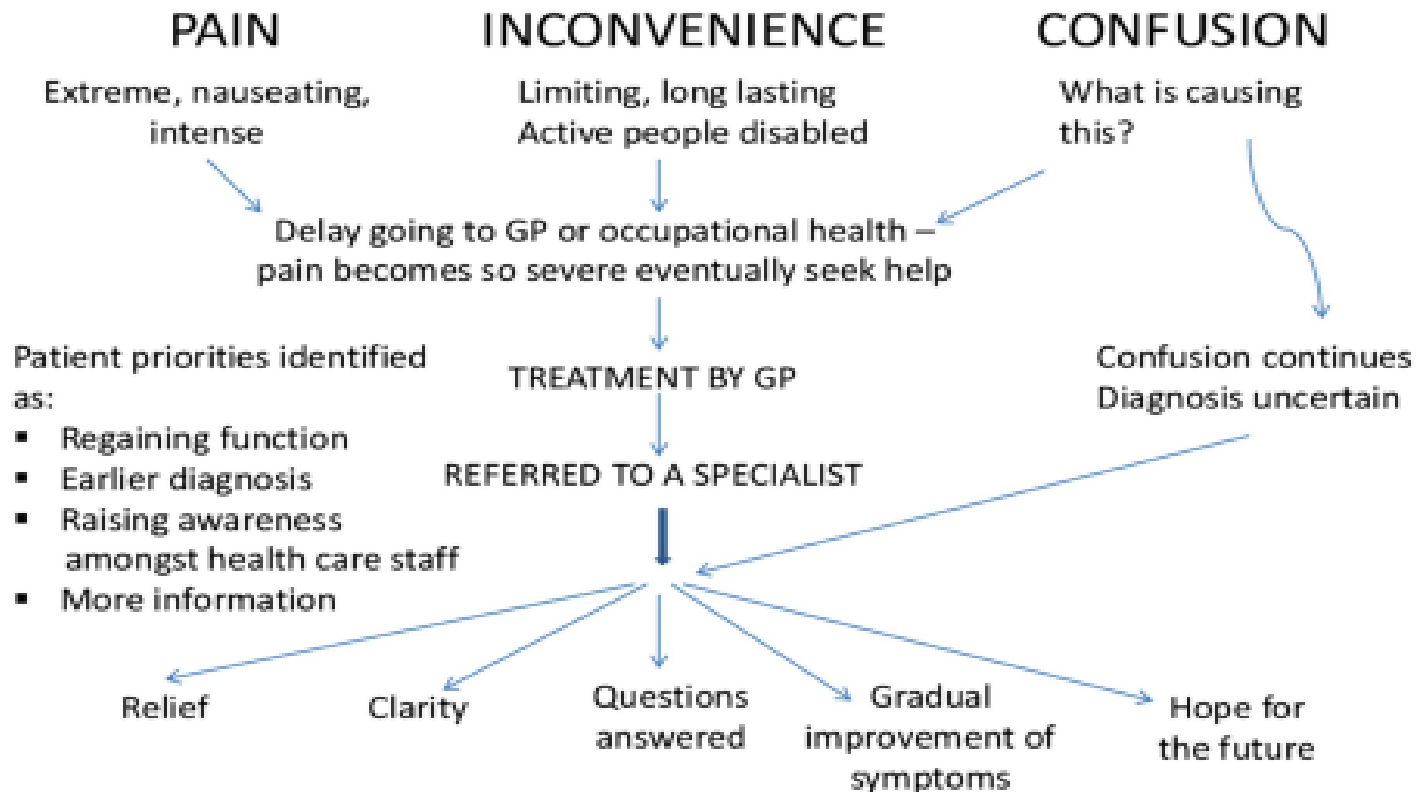 PAIN
INCONVENIENCE
CONFUSION
Extreme, nauseating,
intense
Limiting, long lasting
Active people disabled
What is causing
this?
Delay going to GP or occupational health –
pain becomes so severe eventually seek help
Patient priorities identified
as:
▪ Regaining function
▪ Earlier diagnosis
▪ Raising awareness
amongst health care staff
▪ More information
TREATMENT BY GP
REFERRED TO A SPECIALIST
Confusion continues
Diagnosis uncertain
Relief
Clarity
Questions
answered
Gradual
improvement of
symptoms
Hope for
the future